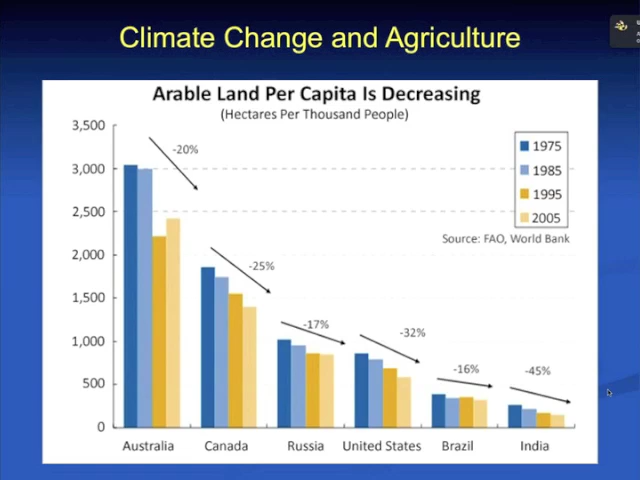 Climate Change and Agriculture
Arable Land Per Capita Is Decreasing
(Hectares Per Thousand People)
3,500
3,000
2,500
2,000
1,500
1,000
500
0
-20%
-25%
-17%
-32%
-16%
-45%
1975
1985
1995
2005
Source: FAO, World Bank
Australia
Canada
Russia
United States
Brazil
India